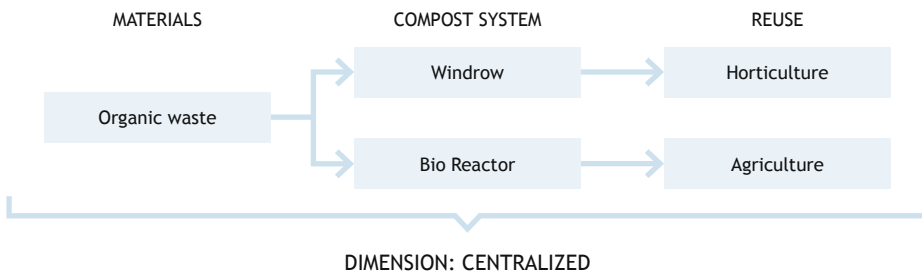 MATERIALS COMPOST SYSTEM REUSE
Windrow Horticulture
Organic waste
Bio Reactor Agriculture
DIMENSION: CENTRALIZED